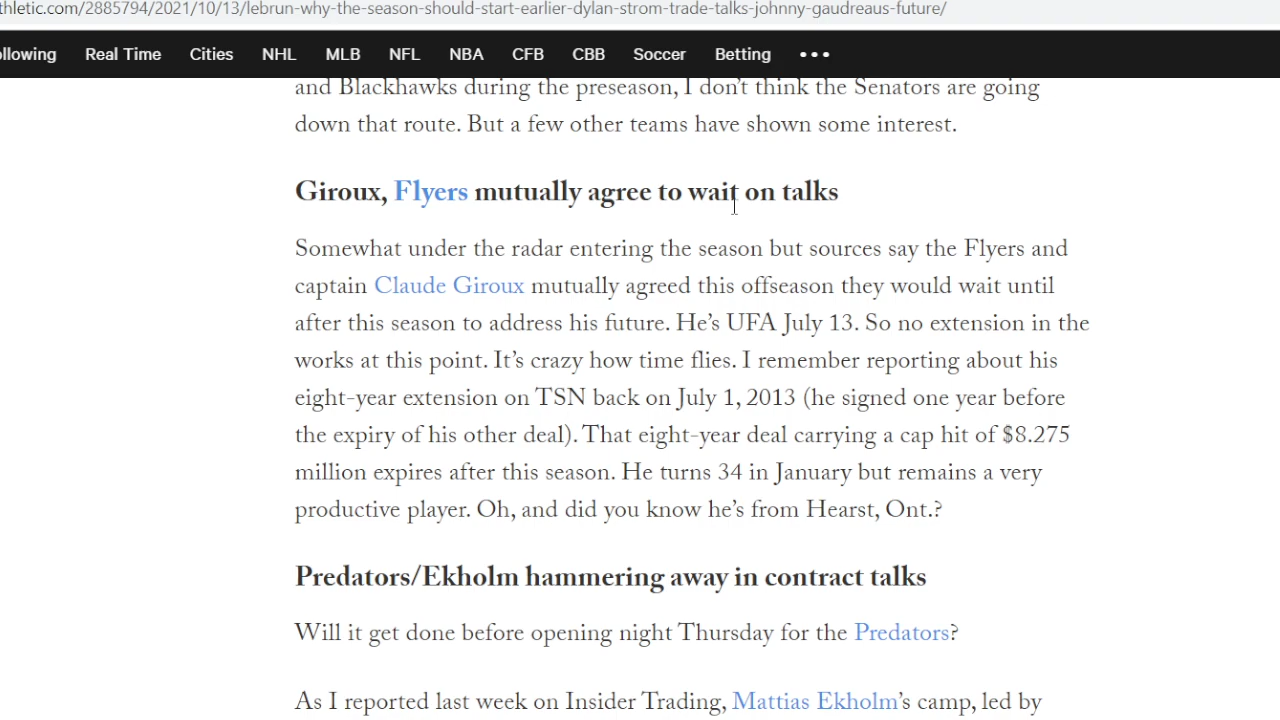 thletic.com/2885794/2021/10/13/lebrun-why-the-season-should-start-earlier-dylan-strom-trade-talks-johnny-gaudreaus-future/
ollowing Real Time Cities NHL MLB NFL NBA CFB CBB Soccer Betting •••
and Blackhawks during the preseason, I don't think the Senators are going
down that route. But a few other teams have shown some interest.
Giroux, Flyers mutually agree to wait on talks
Somewhat under the radar entering the season but sources say the Flyers and
captain Claude Giroux mutually agreed this offseason they would wait until
after this season to address his future. He's UFA July 13. So no extension in the
works at this point. It's crazy how time flies. I remember reporting about his
eight-year extension on TSN back on July 1, 2013 (he signed one year before
the expiry of his other deal). That eight-year deal carrying a cap hit of $8.275
million expires after this season. He turns 34 in January but remains a very
productive player. Oh, and did you know he's from Hearst, Ont.?
Predators/Ekholm hammering away in contract talks
Will it get done before opening night Thursday for the Predators?
As I reported last week on Insider Trading, Mattias Ekholm's camp, led by